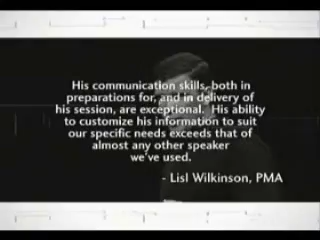 His communication skills, both in
preparations for, and in delivery of
his session, are exceptional.  His ability
to customize his information to suit
our specific needs exceeds that of
almost any other speaker
we've used.
- Lisl Wilkinson, PMA